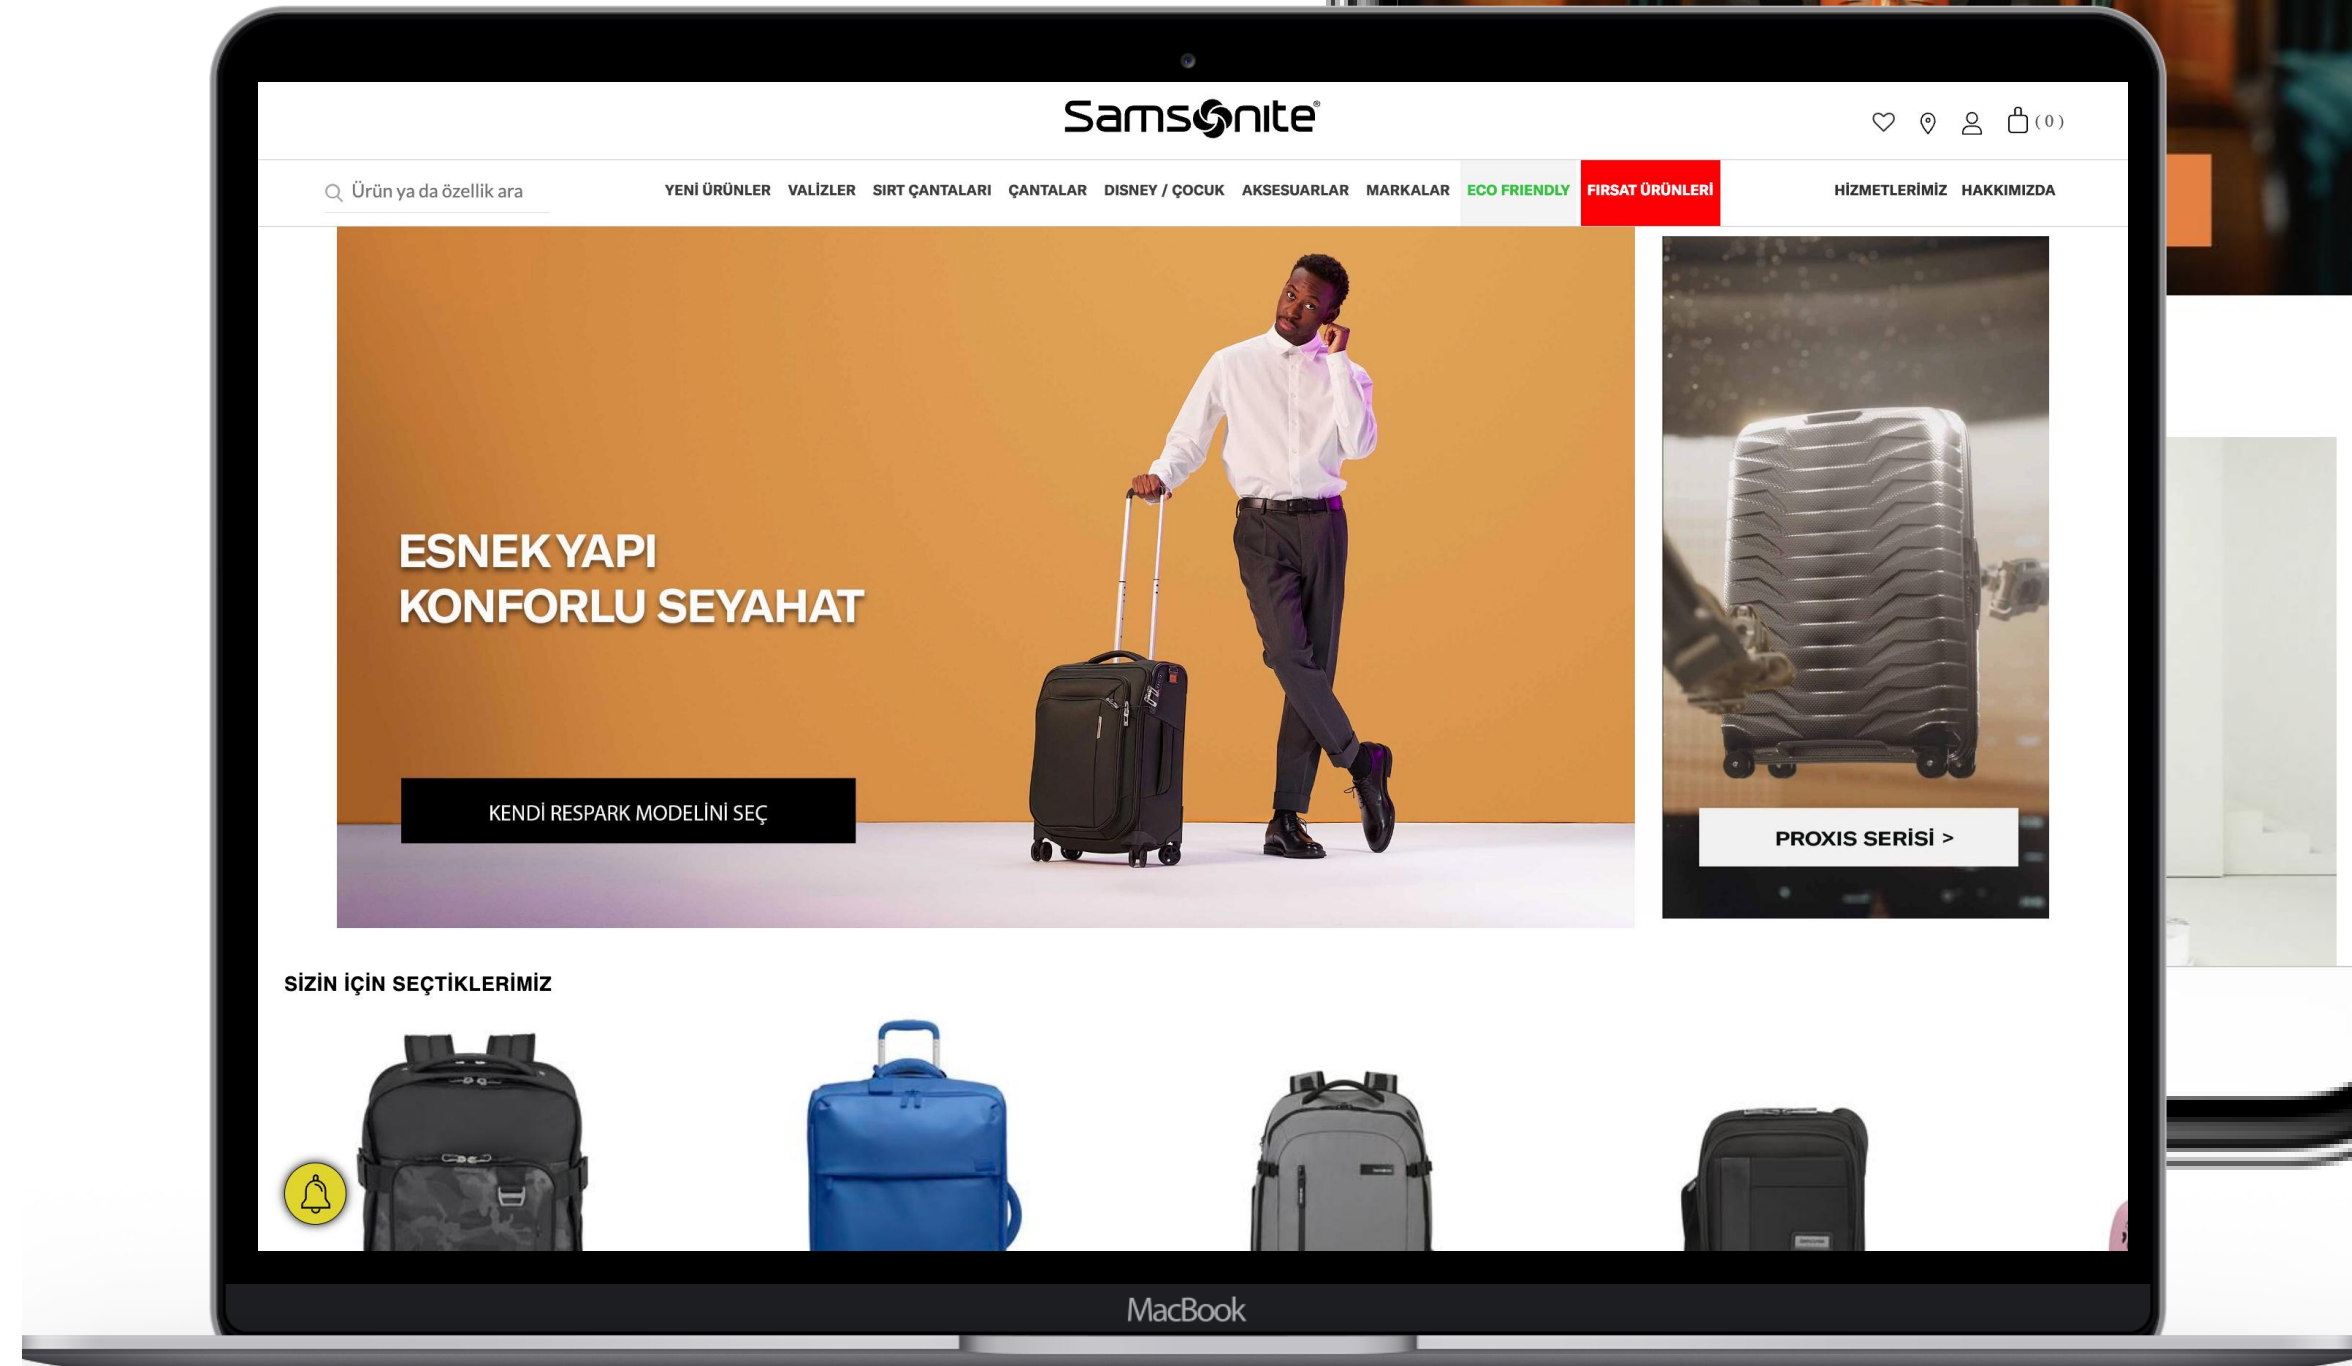 Samsonite®
(0)
Ürün ya da özellik ara
YENİ ÜRÜNLER VALİZLER SIRT ÇANTALARI ÇANTALAR DISNEY / ÇOCUK AKSESUARLAR MARKALAR ECO FRIENDLY FIRSAT ÜRÜNLERİ HİZMETLERİMİZ HAKKIMIZDA
ESNEK YAPI
KONFORLU SEYAHAT
KENDİ RESPARK MODELİNİ SEÇ
PROXIS SERİSİ >
SİZİN İÇİN SEÇTİKLERİMİZ
MacBook